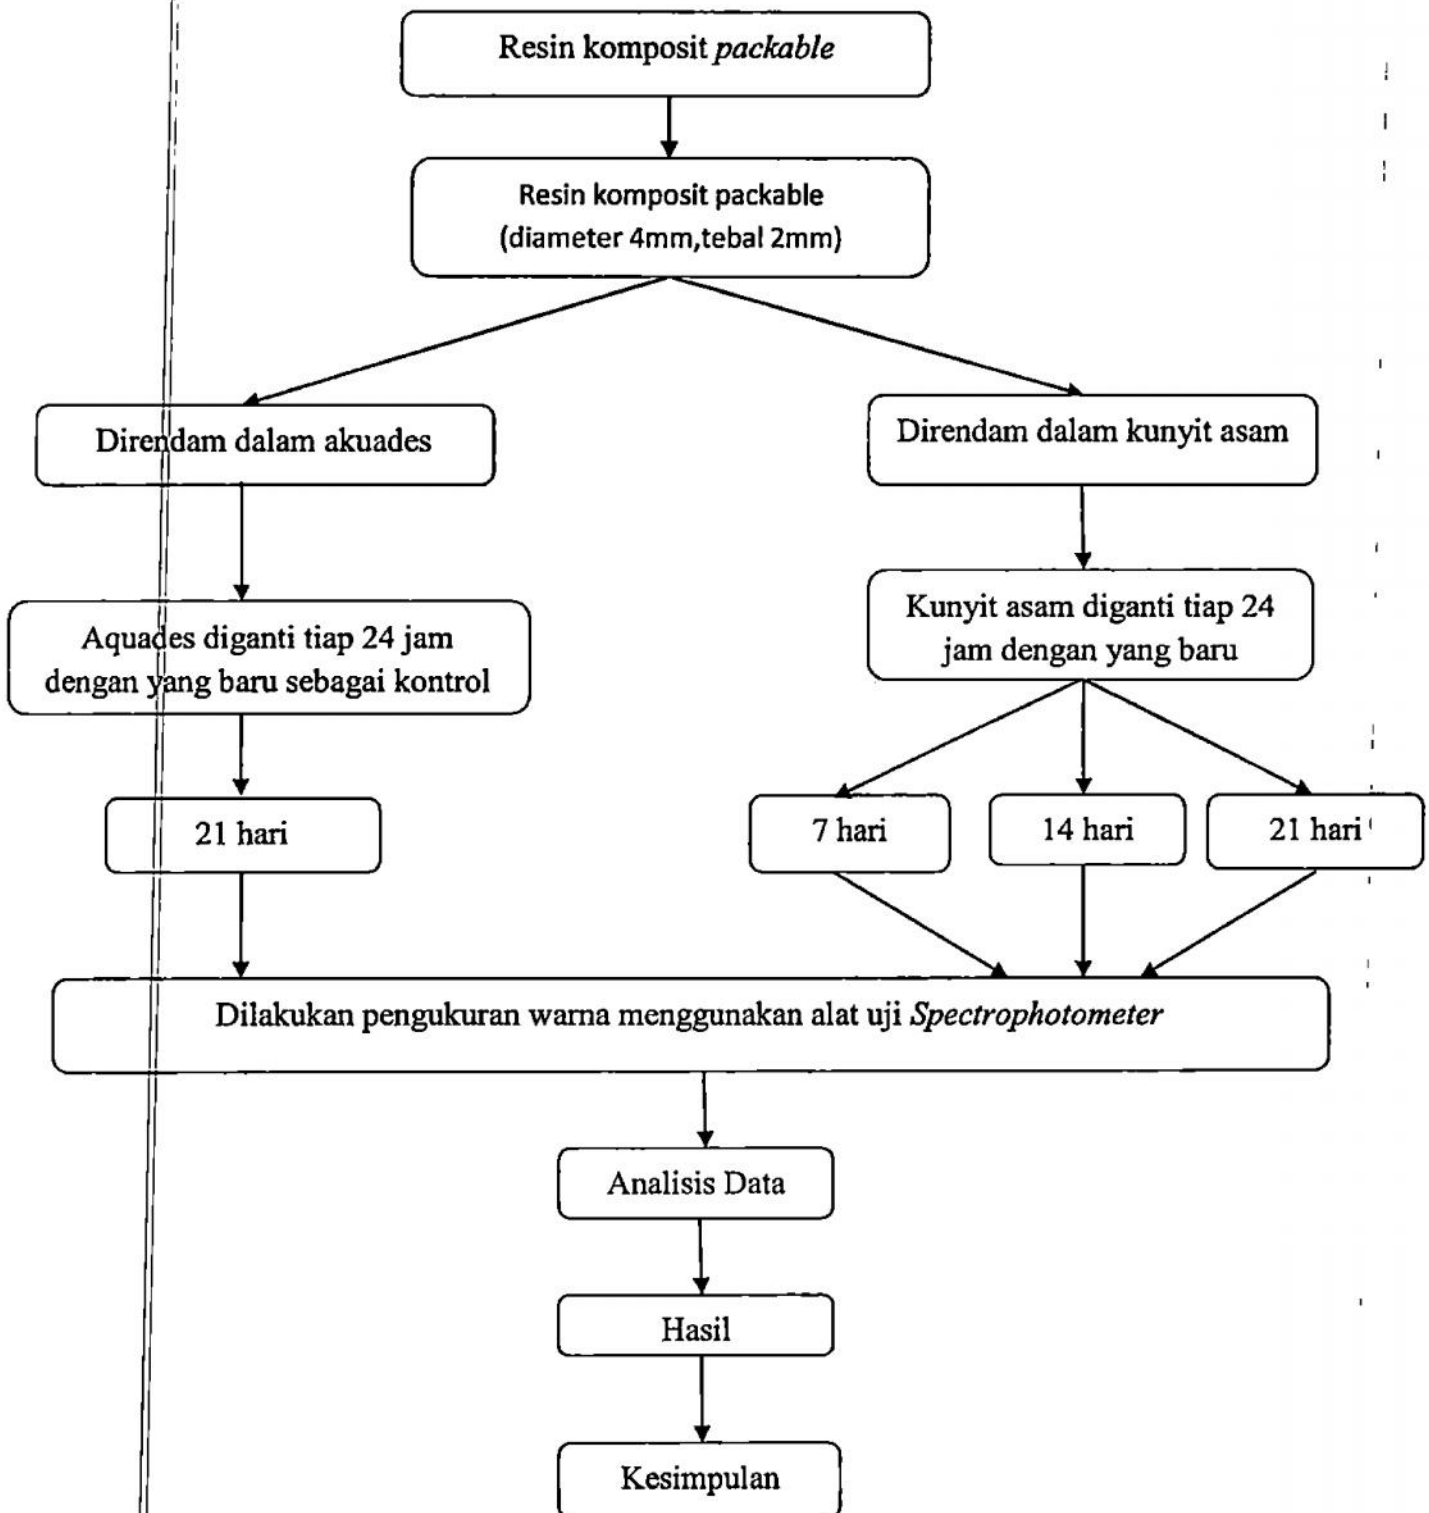 Resin komposit packable
Resin komposit packable
(diameter 4mm,tebal 2mm)
Direndam dalam akuades
Direndam dalam kunyit asam
Aquades diganti tiap 24 jam
dengan yang baru sebagai kontrol
Kunyit asam diganti tiap 24
jam dengan yang baru
21 hari
7 hari
14 hari
21 hari
Dilakukan pengukuran warna menggunakan alat uji Spectrophotometer
Analisis Data
Hasil
Kesimpulan